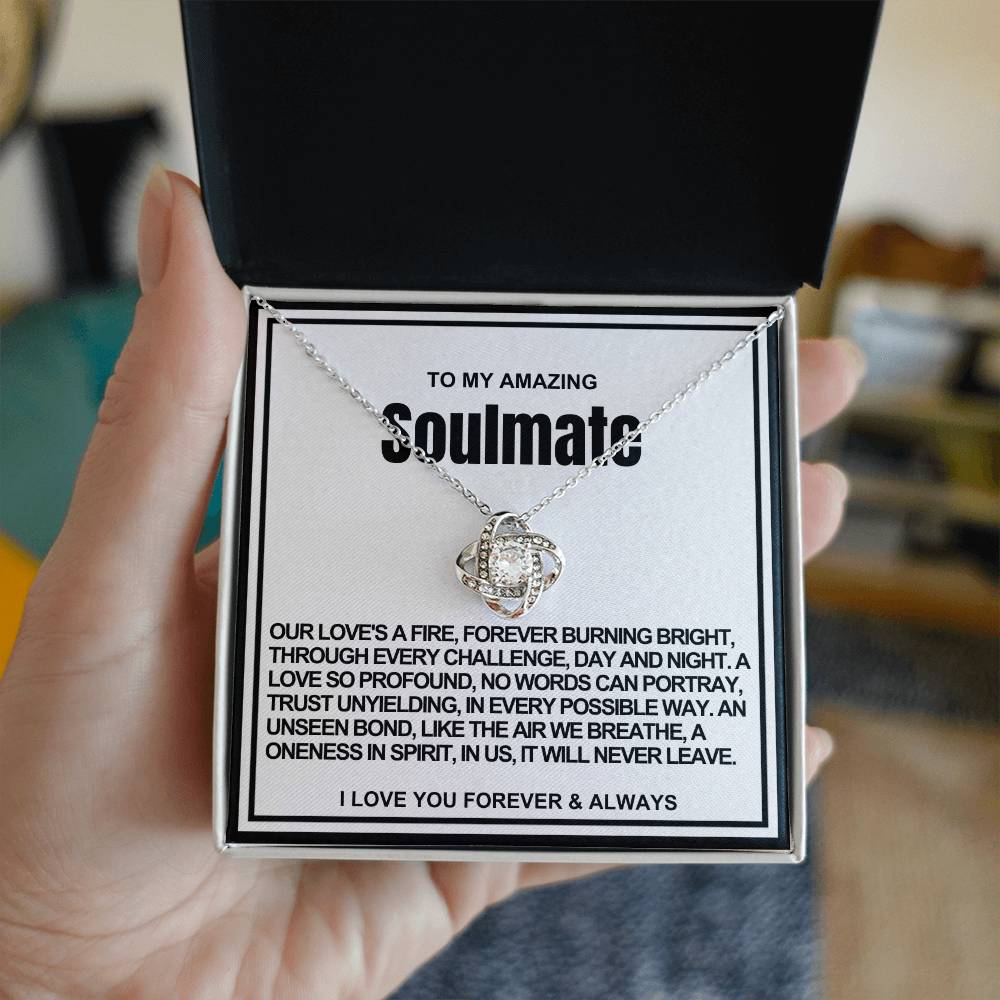 TO MY AMAZING
Soulmate
OUR LOVE'S A FIRE, FOREVER BURNING BRIGHT,
THROUGH EVERY CHALLENGE, DAY AND NIGHT. A
LOVE SO PROFOUND, NO WORDS CAN PORTRAY,
TRUST UNYIELDING, IN EVERY POSSIBLE WAY. AN
UNSEEN BOND, LIKE THE AIR WE BREATHE, A
ONENESS IN SPIRIT, IN US, IT WILL NEVER LEAVE.
I LOVE YOU FOREVER & ALWAYS